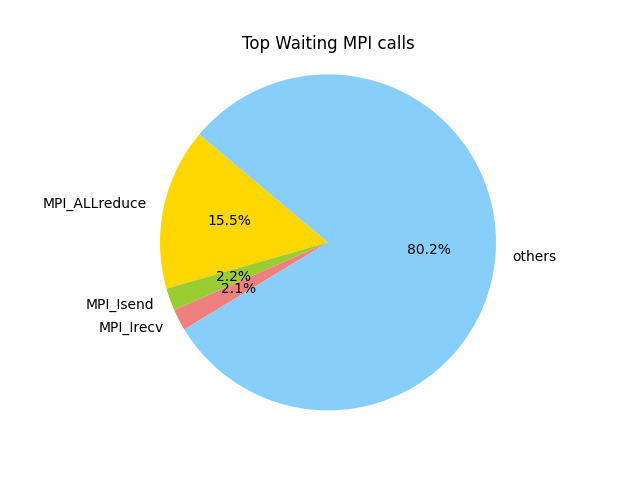 Top Waiting MPI calls
MPI_ALLreduce
15.5%
80.2%
others
2.2%
2.1%
MPI_Isend
MPI_Irecv